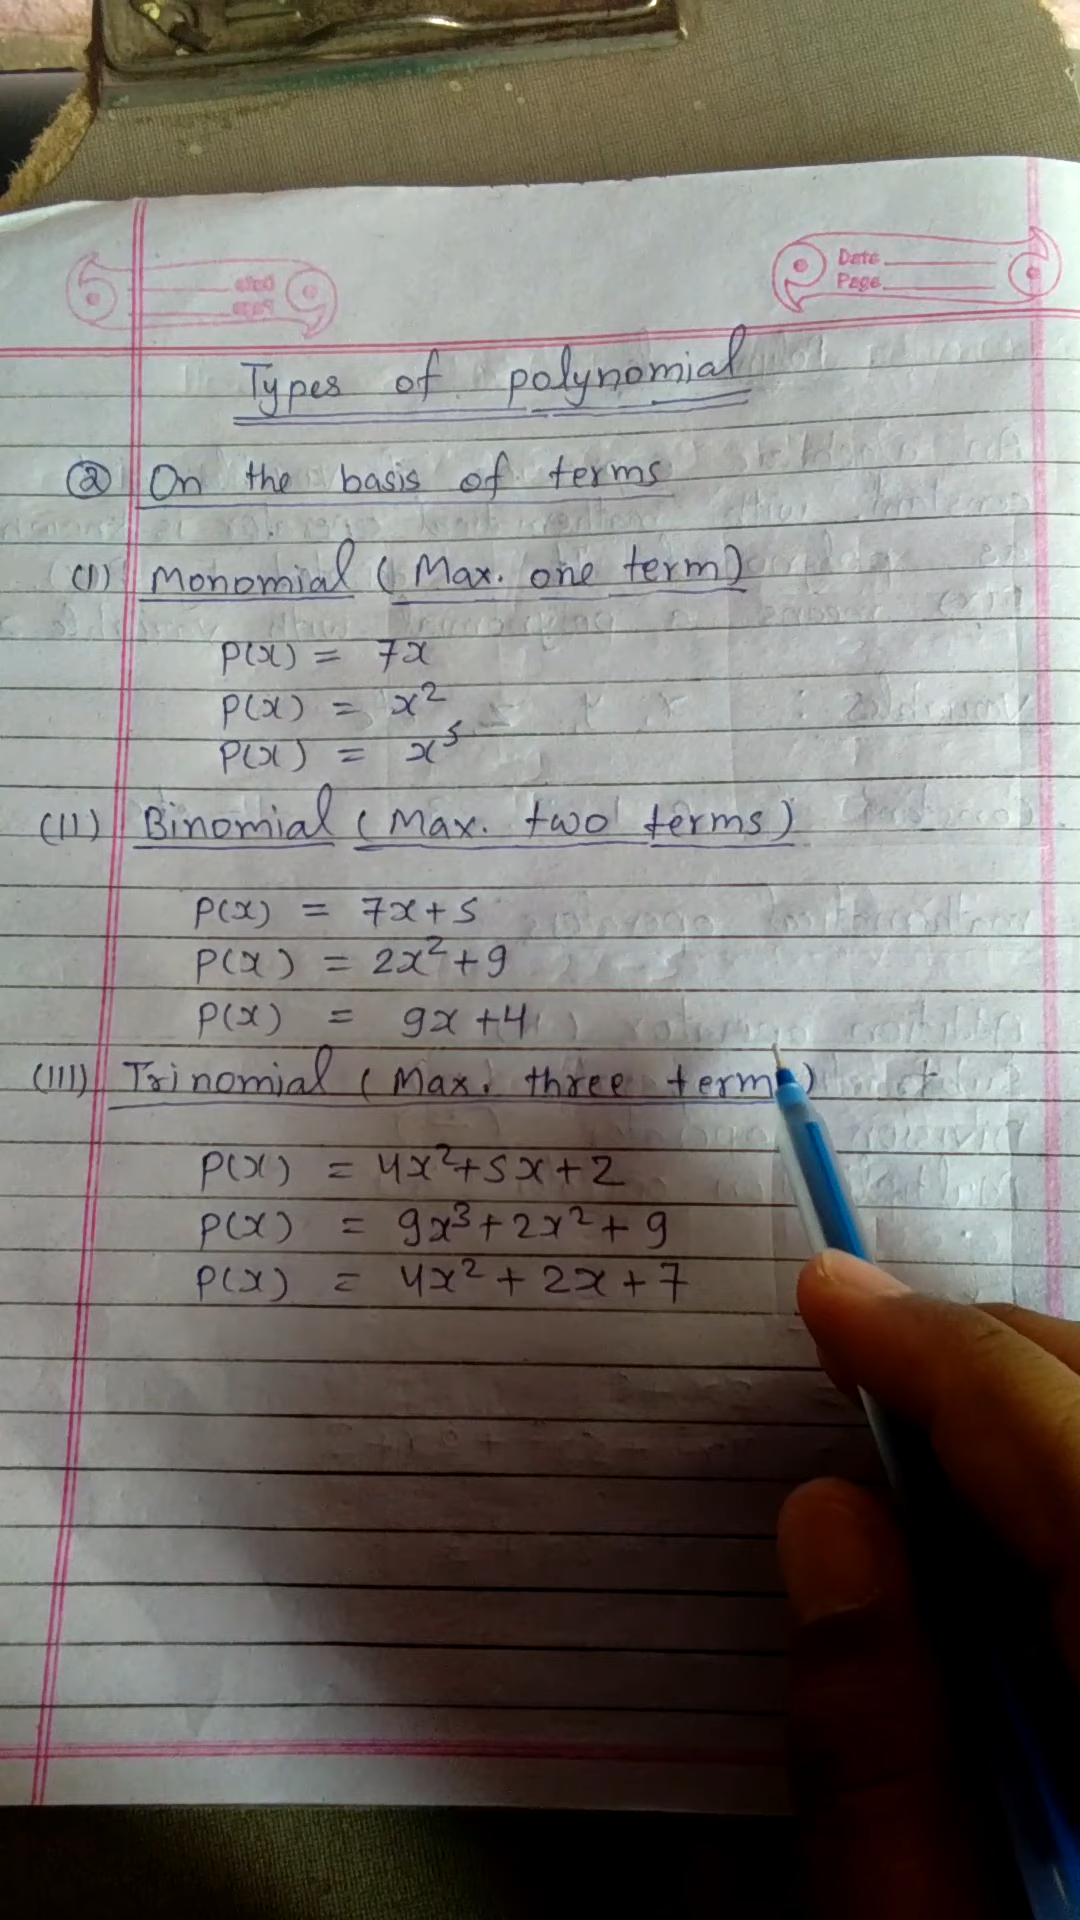 Date
Page
Types of polynomial
② On the basis of terms
(I) Monomial (Max. one term)
P(x) = 7x
P(x) = x²
P(x) = x⁵
(II) Binomial (Max. two terms)
P(x) = 7x+5
P(x) = 2x²+9
P(x) = 9x+4
(III) Trinomial (Max. three terms)
P(x) = 4x²+5x+2
P(x) = 9x³+2x²+9
P(x) = 4x²+2x+7